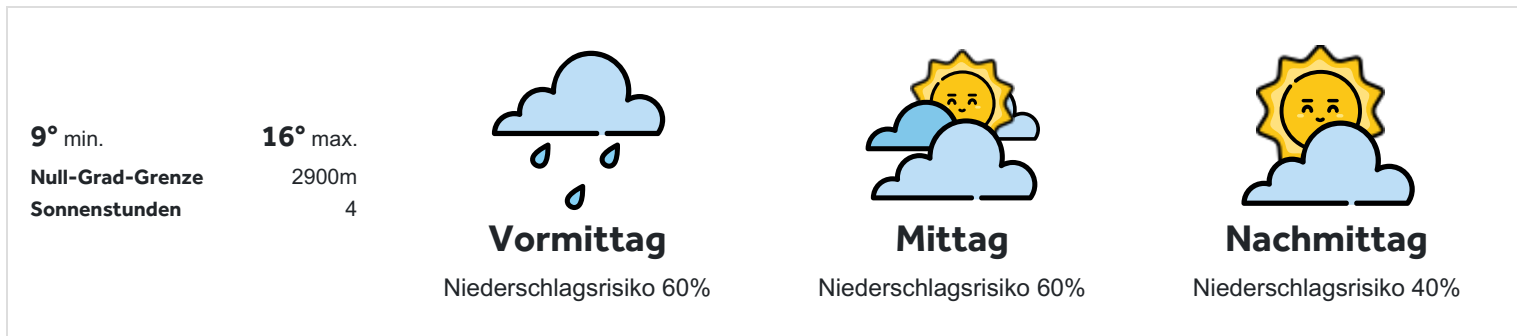 9° min. 16° max.
Null-Grad-Grenze 2900m
Sonnenstunden 4
Vormittag
Niederschlagsrisiko 60%
Mittag
Niederschlagsrisiko 60%
Nachmittag
Niederschlagsrisiko 40%